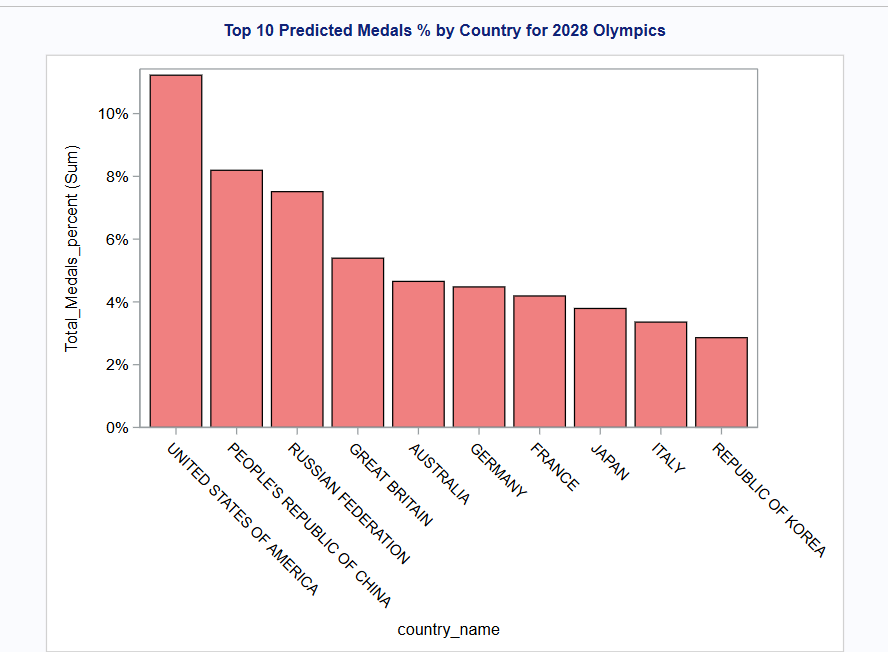 Top 10 Predicted Medals % by Country for 2028 Olympics
Total_Medals_percent (Sum)
10%
8%
6%
4%
2%
0%
UNITED STATES OF AMERICA
PEOPLE'S REPUBLIC OF CHINA
RUSSIAN FEDERATION
GREAT BRITAIN
AUSTRALIA
GERMANY
FRANCE
JAPAN
ITALY
REPUBLIC OF KOREA
country_name